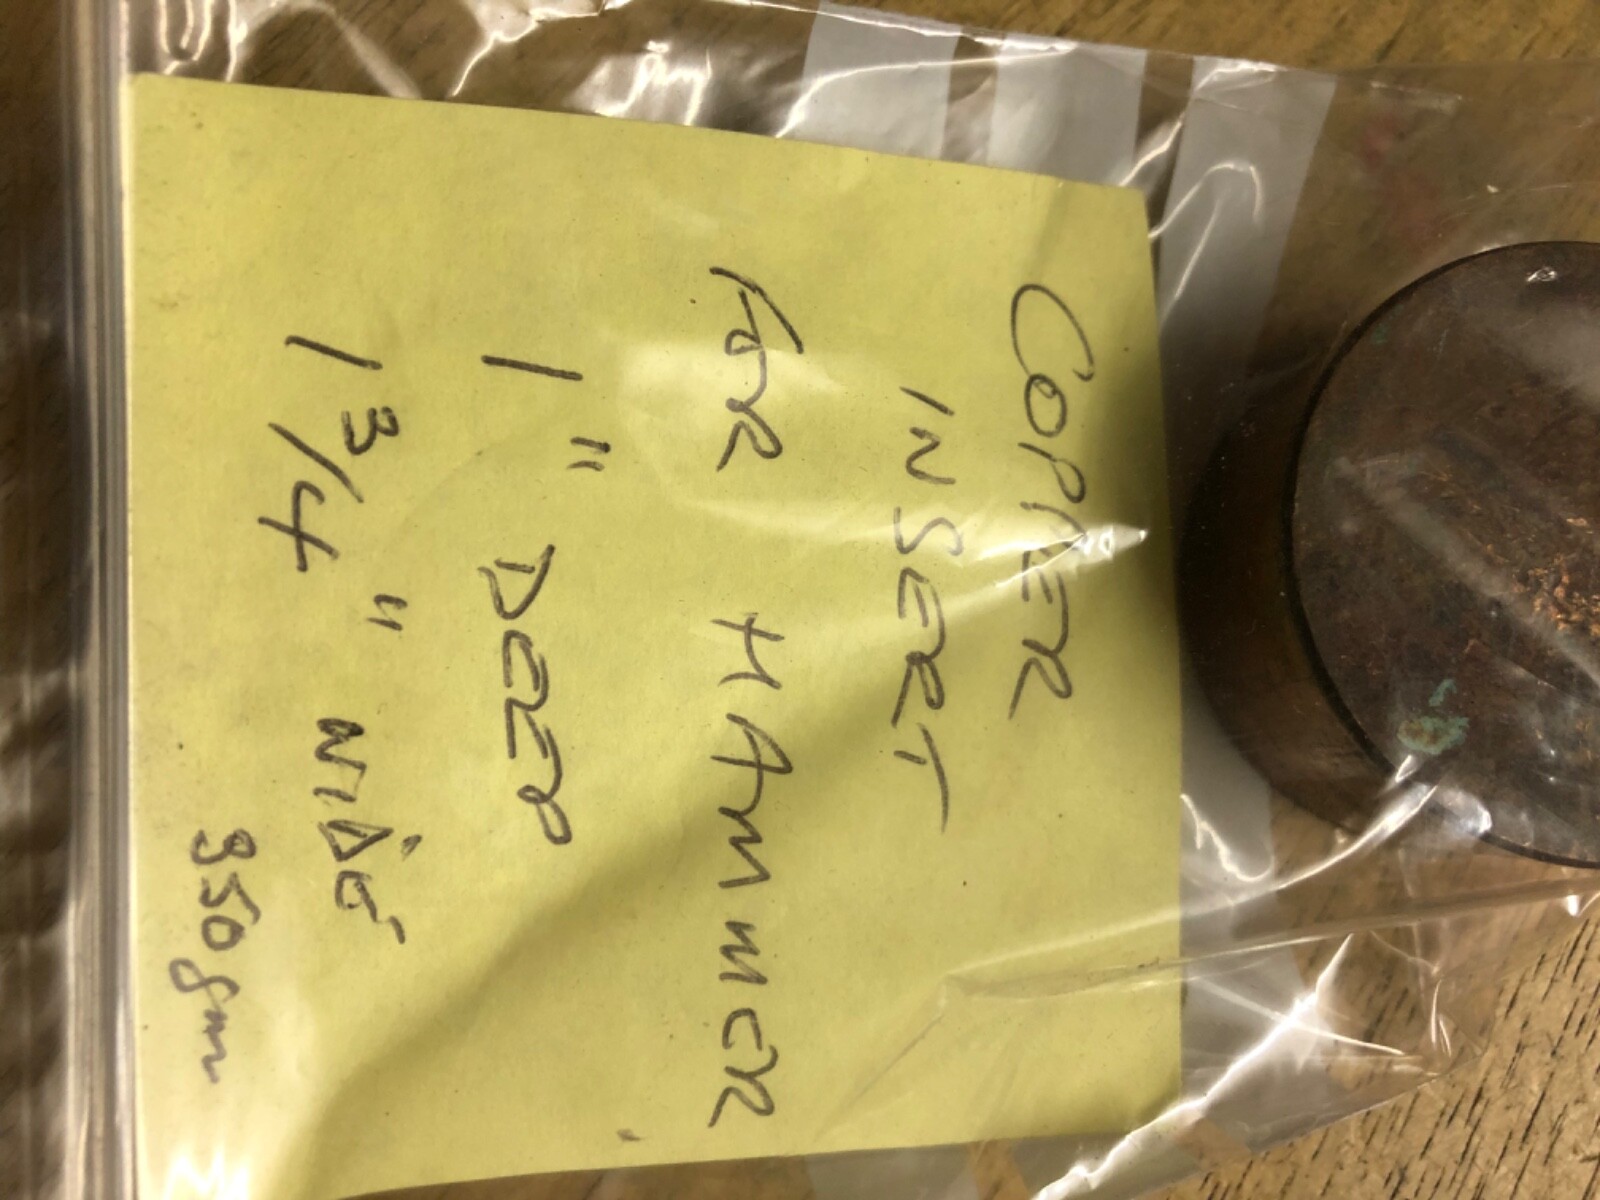 COPPER
INSERT
FOR HAMMER
1" DEEP
1 3/4" WIDE
350gm